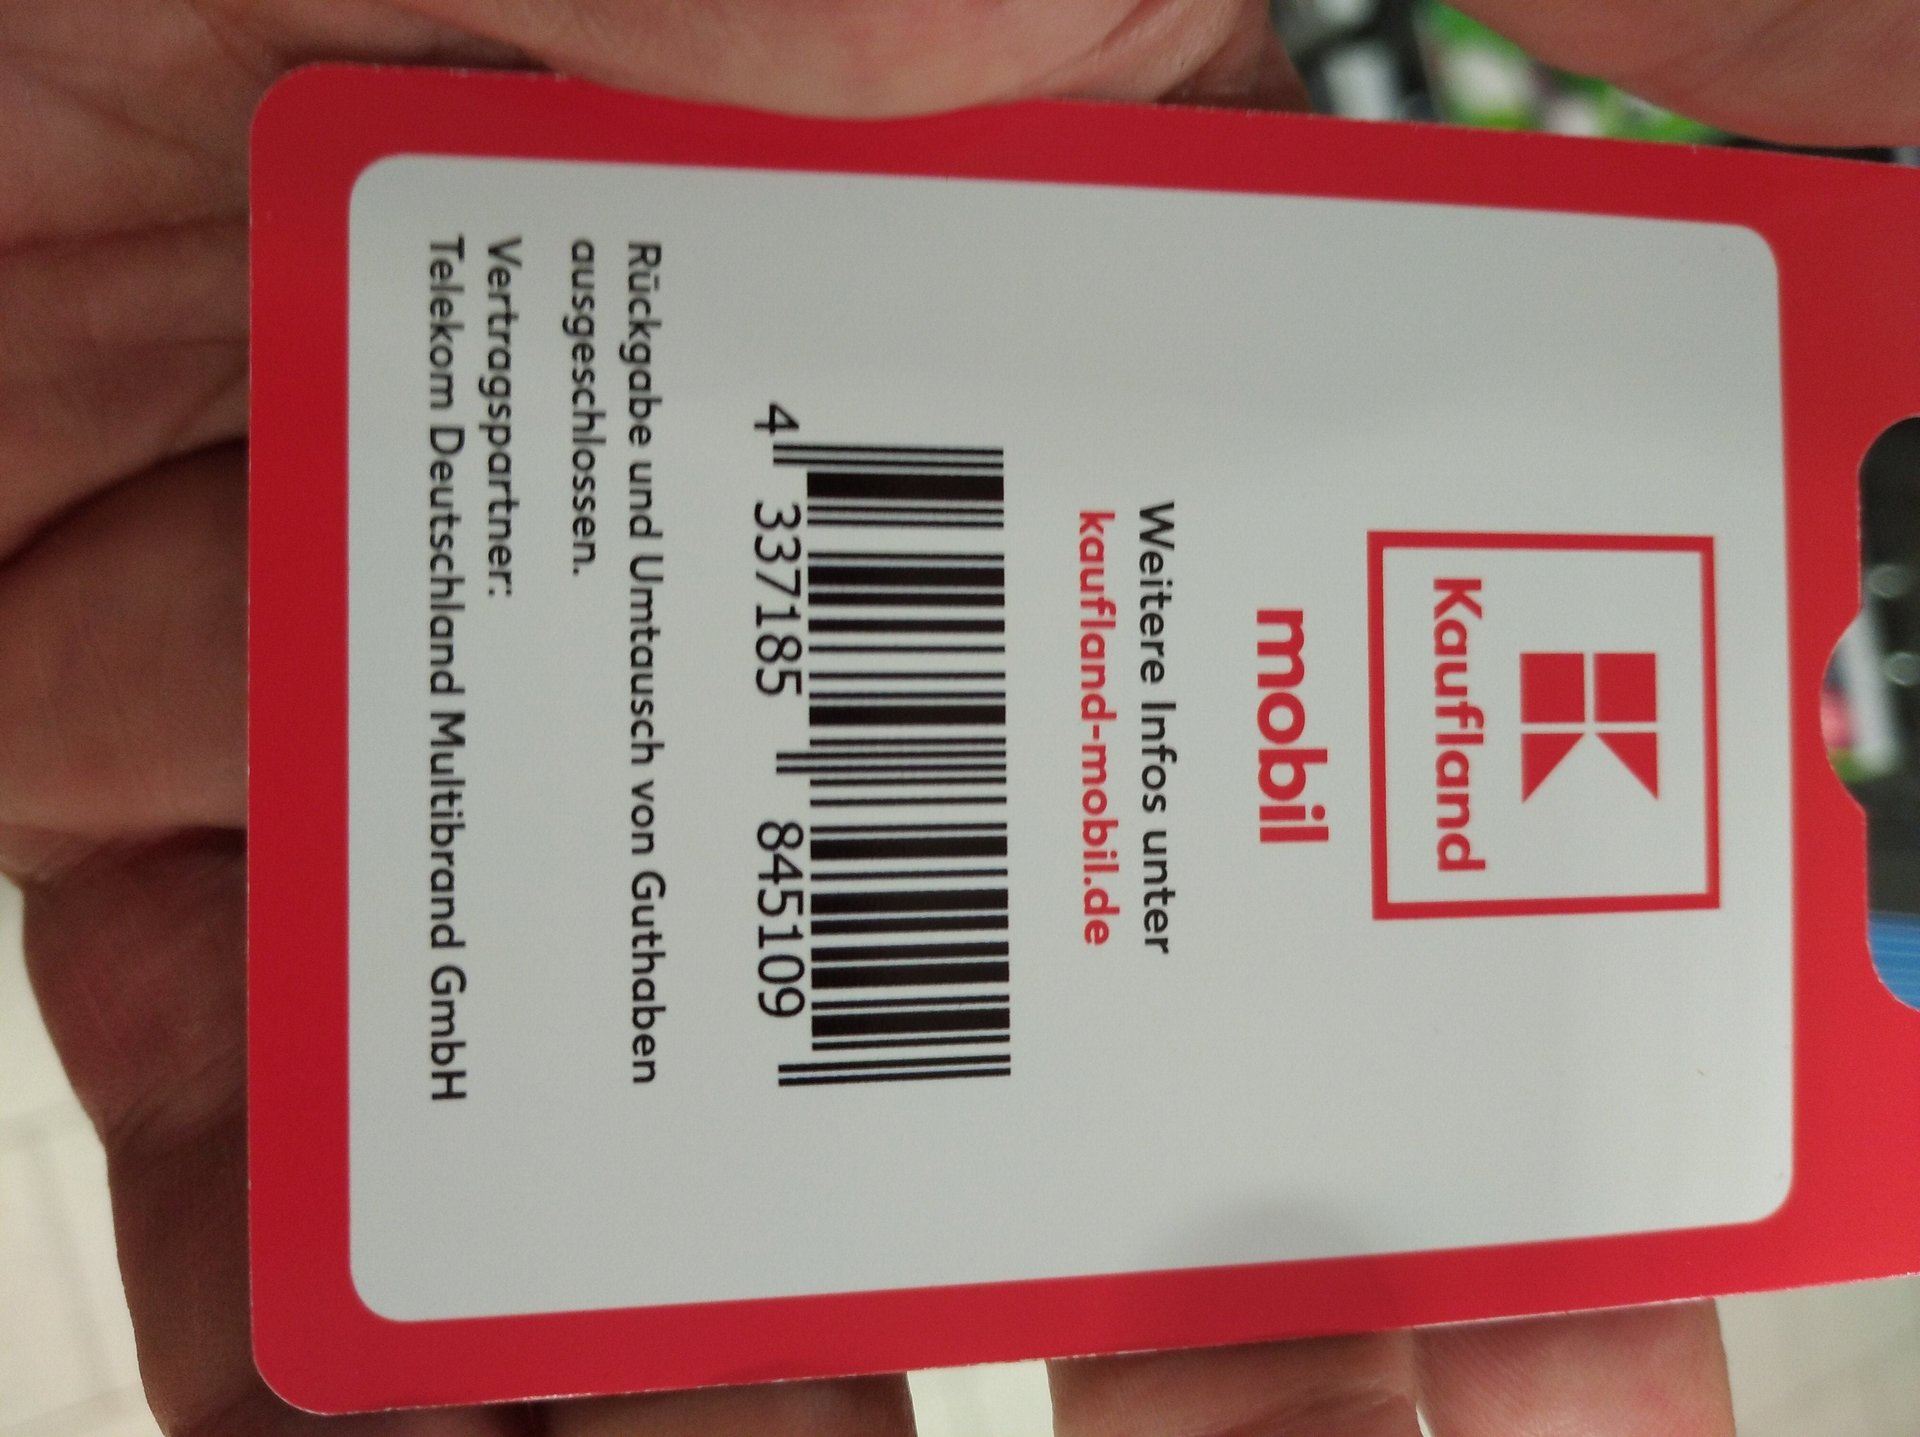 Kaufland
mobil
Weitere Infos unter
kaufland-mobil.de
4 337185 845109
Rückgabe und Umtausch von Guthaben
ausgeschlossen.
Vertragspartner:
Telekom Deutschland Multibrand GmbH